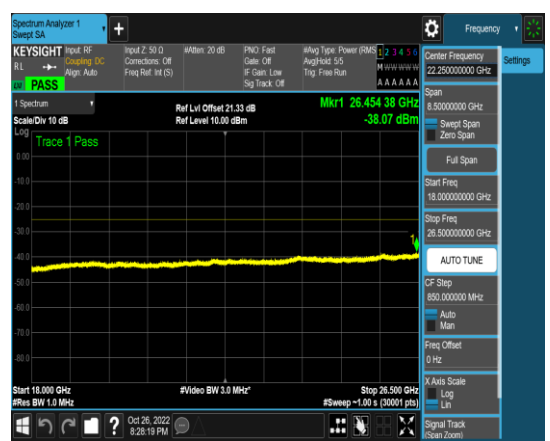 Spectrum Analyzer 1
Swept SA
Frequency
KEYSIGHT
RL
PASS
Input: RF
Coupling: DC
Align: Auto
Input Z: 50 Ω
Corrections: Off
Freq Ref: Int (S)
#Atten: 20 dB
PNO: Fast
Gate: Off
IF Gain: Low
Sig Track: Off
#Avg Type: Power (RMS
Avg|Hold: 5/5
Trig: Free Run
1 2 3 4 5 6
M W W W W W
A A A A A A
1 Spectrum
Scale/Div 10 dB
Ref Lvl Offset 21.33 dB
Ref Level 10.00 dBm
Mkr1 26.454 38 GHz
-38.07 dBm
Log
Trace 1 Pass
0.00
-10.0
-20.0
-30.0
-40.0
-50.0
-60.0
-70.0
-80.0
1
Start 18.000 GHz
#Res BW 1.0 MHz
#Video BW 3.0 MHz*
Stop 26.500 GHz
#Sweep ~1.00 s (30001 pts)
Oct 26, 2022
8:28:19 PM
Center Frequency
22.250000000 GHz
Settings
Span
8.50000000 GHz
Swept Span
Zero Span
Full Span
Start Freq
18.000000000 GHz
Stop Freq
26.500000000 GHz
AUTO TUNE
CF Step
850.000000 MHz
Auto
Man
Freq Offset
0 Hz
X Axis Scale
Log
Lin
Signal Track
(Span Zoom)